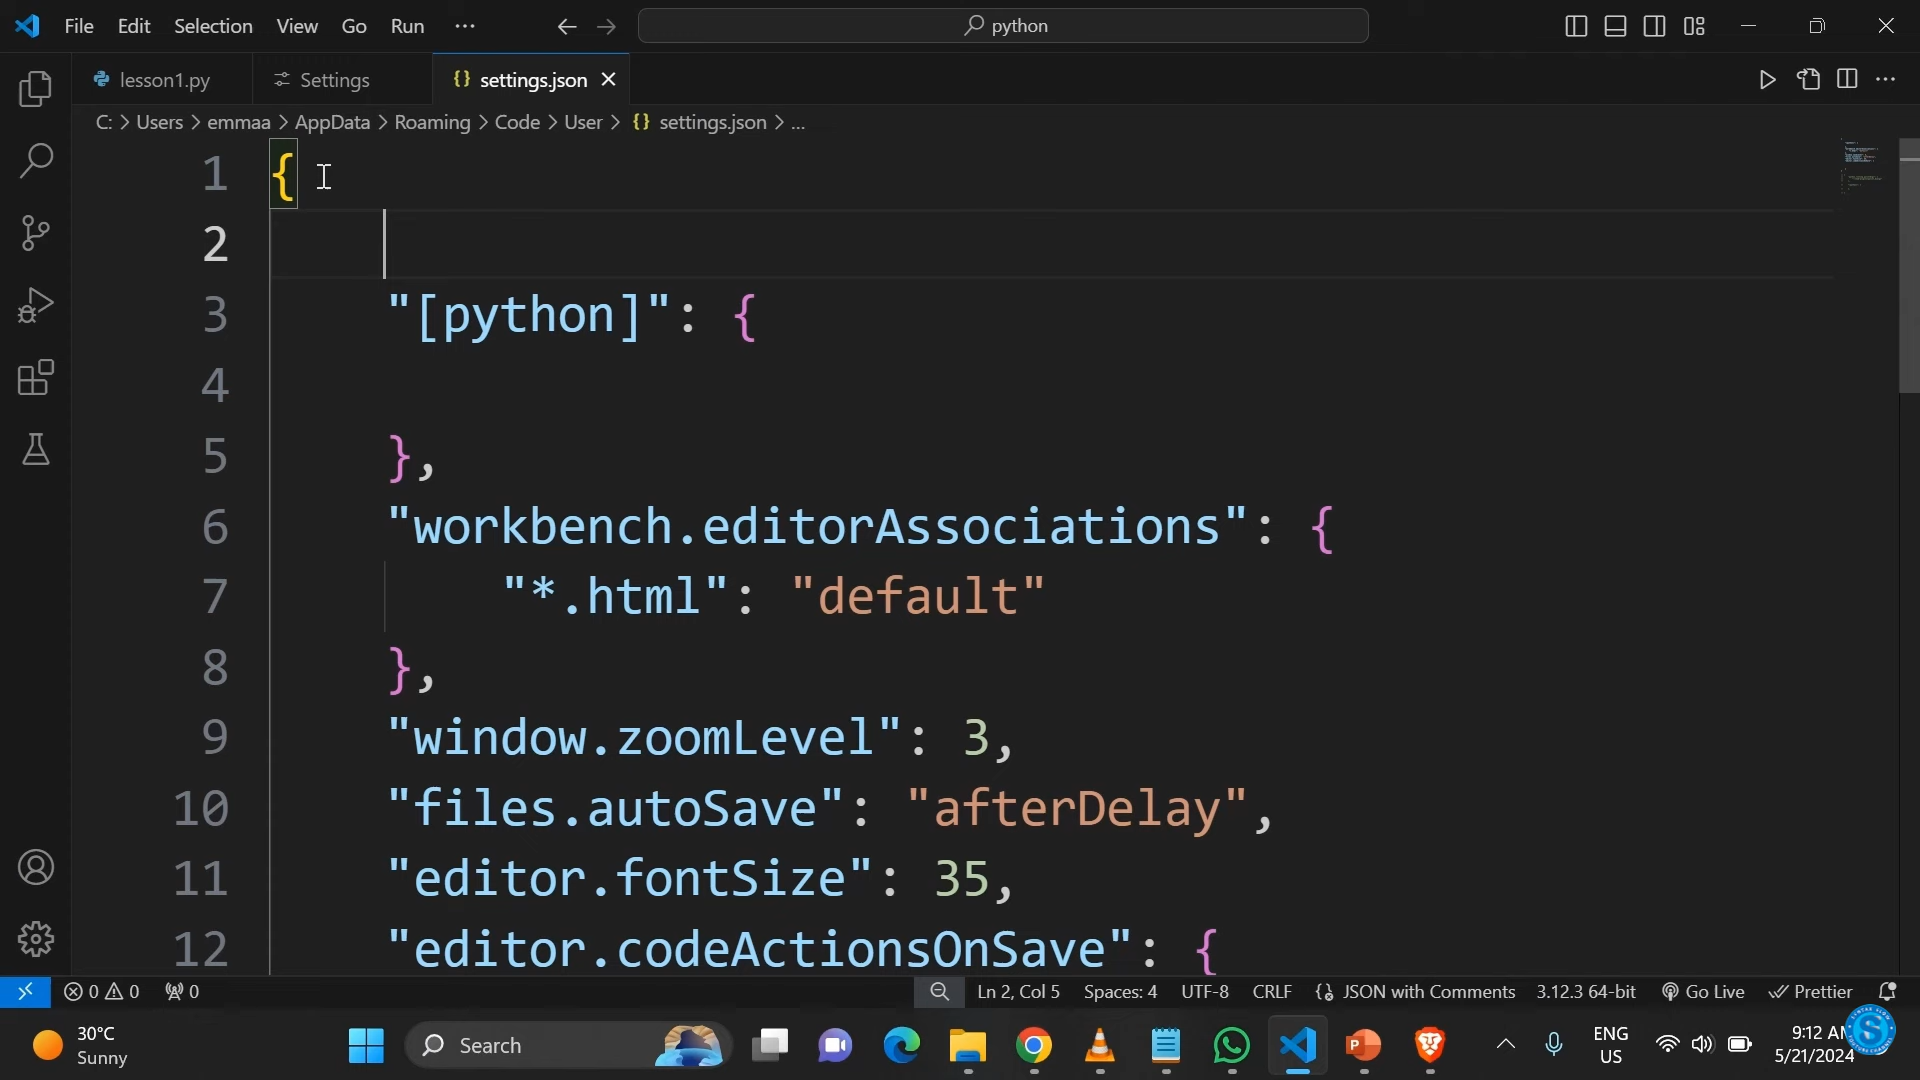 File Edit Selection View Go Run ··· python
lesson1.py Settings {} settings.json
C: > Users > emmaa > AppData > Roaming > Code > User > {} settings.json > ...
1 {
2
3 "[python]": {
4
5 },
6 "workbench.editorAssociations": {
7 "*.html": "default"
8 },
9 "window.zoomLevel": 3,
10 "files.autoSave": "afterDelay",
11 "editor.fontSize": 35,
12 "editor.codeActionsOnSave": {
0 0 0 Ln 2, Col 5 Spaces: 4 UTF-8 CRLF JSON with Comments 3.12.3 64-bit Go Live Prettier
30°C
Sunny
Search
ENG
US
9:12 AM
5/21/2024